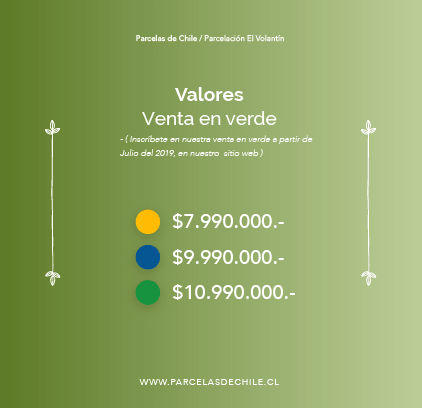 Parcelas de Chile / Parcelación El Volantín
Valores
Venta en verde
- ( Inscríbete en nuestra venta en verde a partir de
Julio del 2019, en nuestro sitio web )
$7.990.000.-
$9.990.000.-
$10.990.000.-
WWW.PARCELASDECHILE.CL